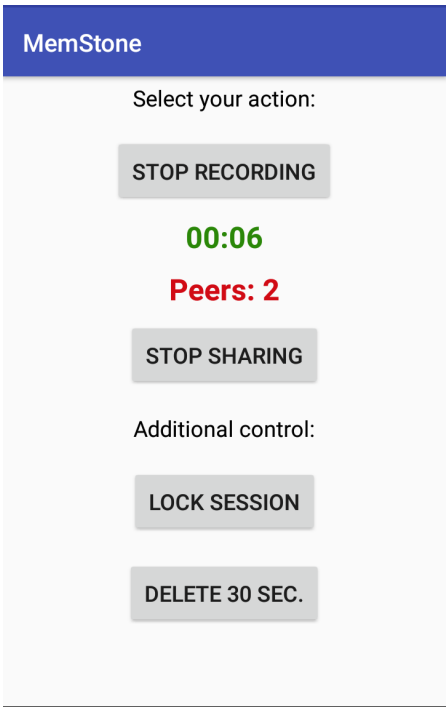 MemStone
Select your action:
STOP RECORDING
00:06
Peers: 2
STOP SHARING
Additional control:
LOCK SESSION
DELETE 30 SEC.